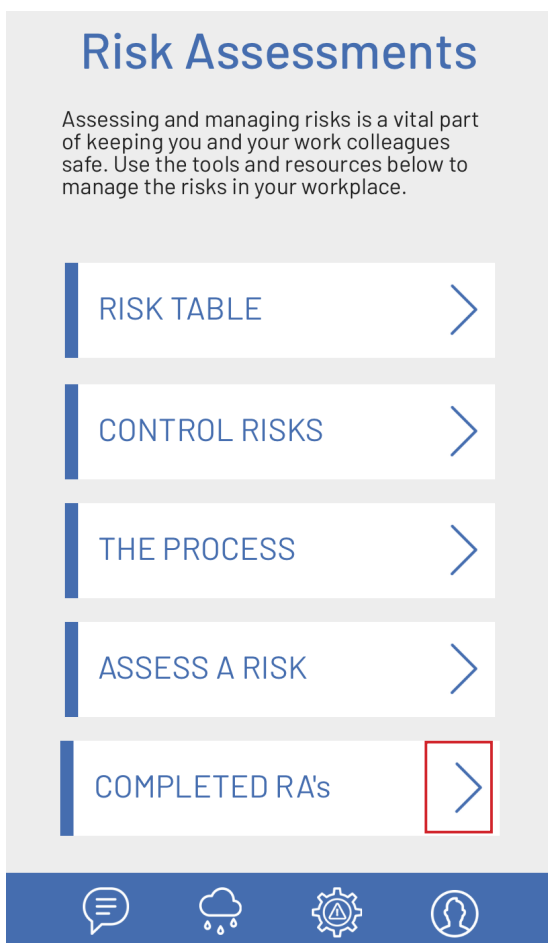 Risk Assessments
Assessing and managing risks is a vital part
of keeping you and your work colleagues
safe. Use the tools and resources below to
manage the risks in your workplace.
RISK TABLE
CONTROL RISKS
THE PROCESS
ASSESS A RISK
COMPLETED RA's